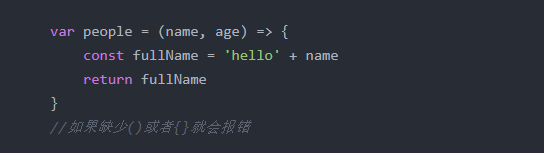 var people = (name, age) => {
    const fullName = 'hello' + name
    return fullName
}
//如果缺少()或者{}就会报错